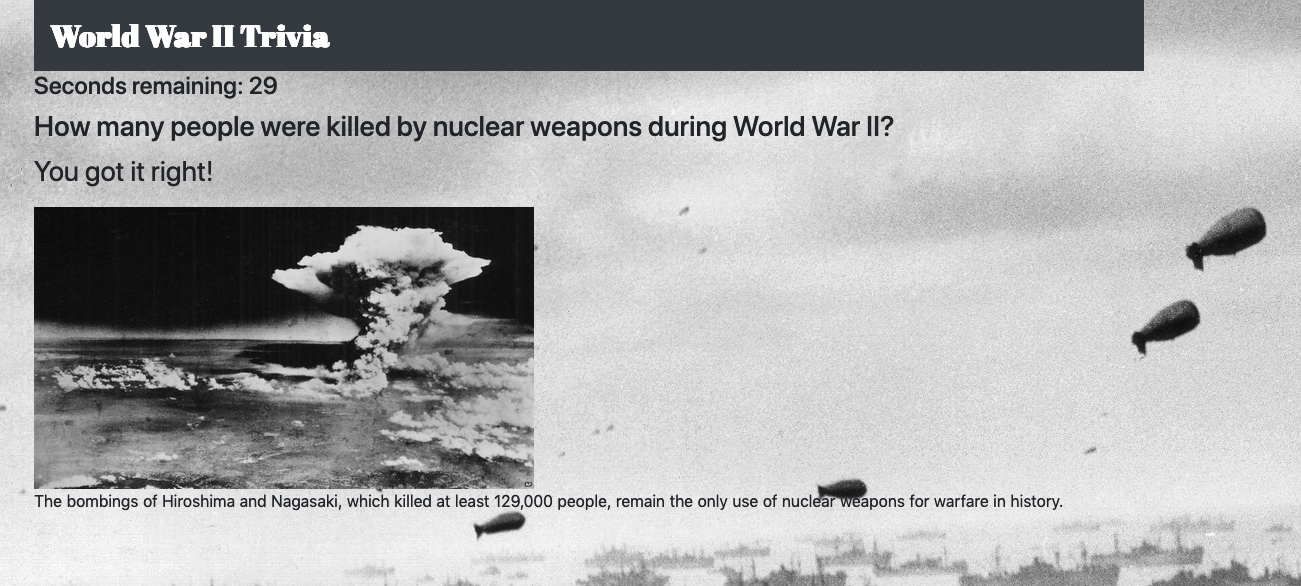 World War II Trivia
Seconds remaining: 29
How many people were killed by nuclear weapons during World War II?
You got it right!
The bombings of Hiroshima and Nagasaki, which killed at least 129,000 people, remain the only use of nuclear weapons for warfare in history.